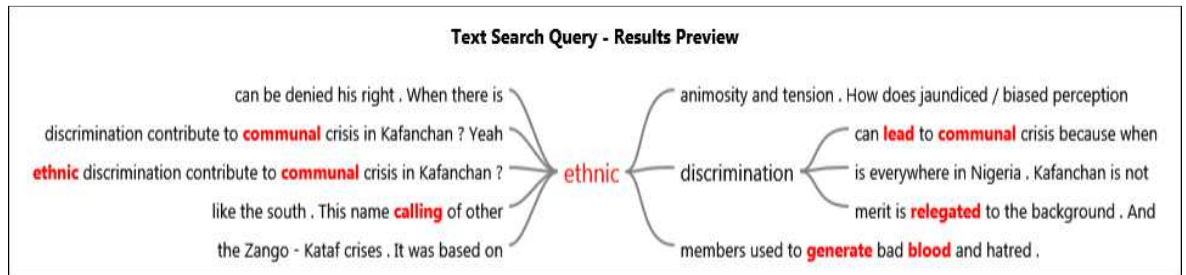 Text Search Query - Results Preview
can be denied his right . When there is
discrimination contribute to communal crisis in Kafanchan ? Yeah
ethnic discrimination contribute to communal crisis in Kafanchan ?
like the south . This name calling of other
the Zango - Kataf crises . It was based on
ethnic
animosity and tension . How does jaundiced / biased perception
discrimination
can lead to communal crisis because when
is everywhere in Nigeria . Kafanchan is not
merit is relegated to the background . And
members used to generate bad blood and hatred .